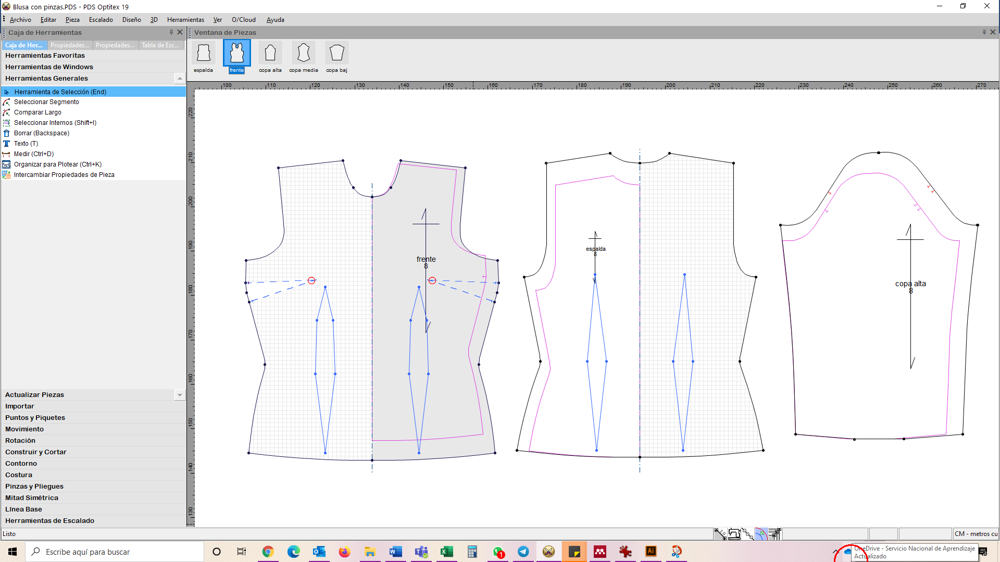 Blusa con pinzas.PDS - PDS Optitex 19
Archivo Editar Pieza Escalado Diseño 3D Herramientas Ver O/Cloud Ayuda
Caja de Herramientas
Ventana de Piezas
Caja de Her... Propiedades... Propiedades... Tabla de Esc...
Herramientas Favoritas
Herramientas de Windows
Herramientas Generales
Herramienta de Selección (End)
Seleccionar Segmento
Comparar Largo
Seleccionar Internos (Shift+I)
Borrar (Backspace)
Texto (T)
Medir (Ctrl+D)
Organizar para Plotear (Ctrl+K)
Intercambiar Propiedades de Pieza
Actualizar Piezas
Importar
Puntos y Piquetes
Movimiento
Rotación
Construir y Cortar
Contorno
Costura
Pinzas y Pliegues
Mitad Simétrica
Línea Base
Herramientas de Escalado
espalda frente copa alta copa media copa baj
100 110 120 130 140 150 160 170 180 190 200 210 220 230 240 250 260 270
220
210
200
190
180
170
160
150
140
130
frente
8
espalda
8
copa alta
8
Listo
CM - metros cu
Escribe aquí para buscar
1
OneDrive - Servicio Nacional de Aprendizaje
Actualizado